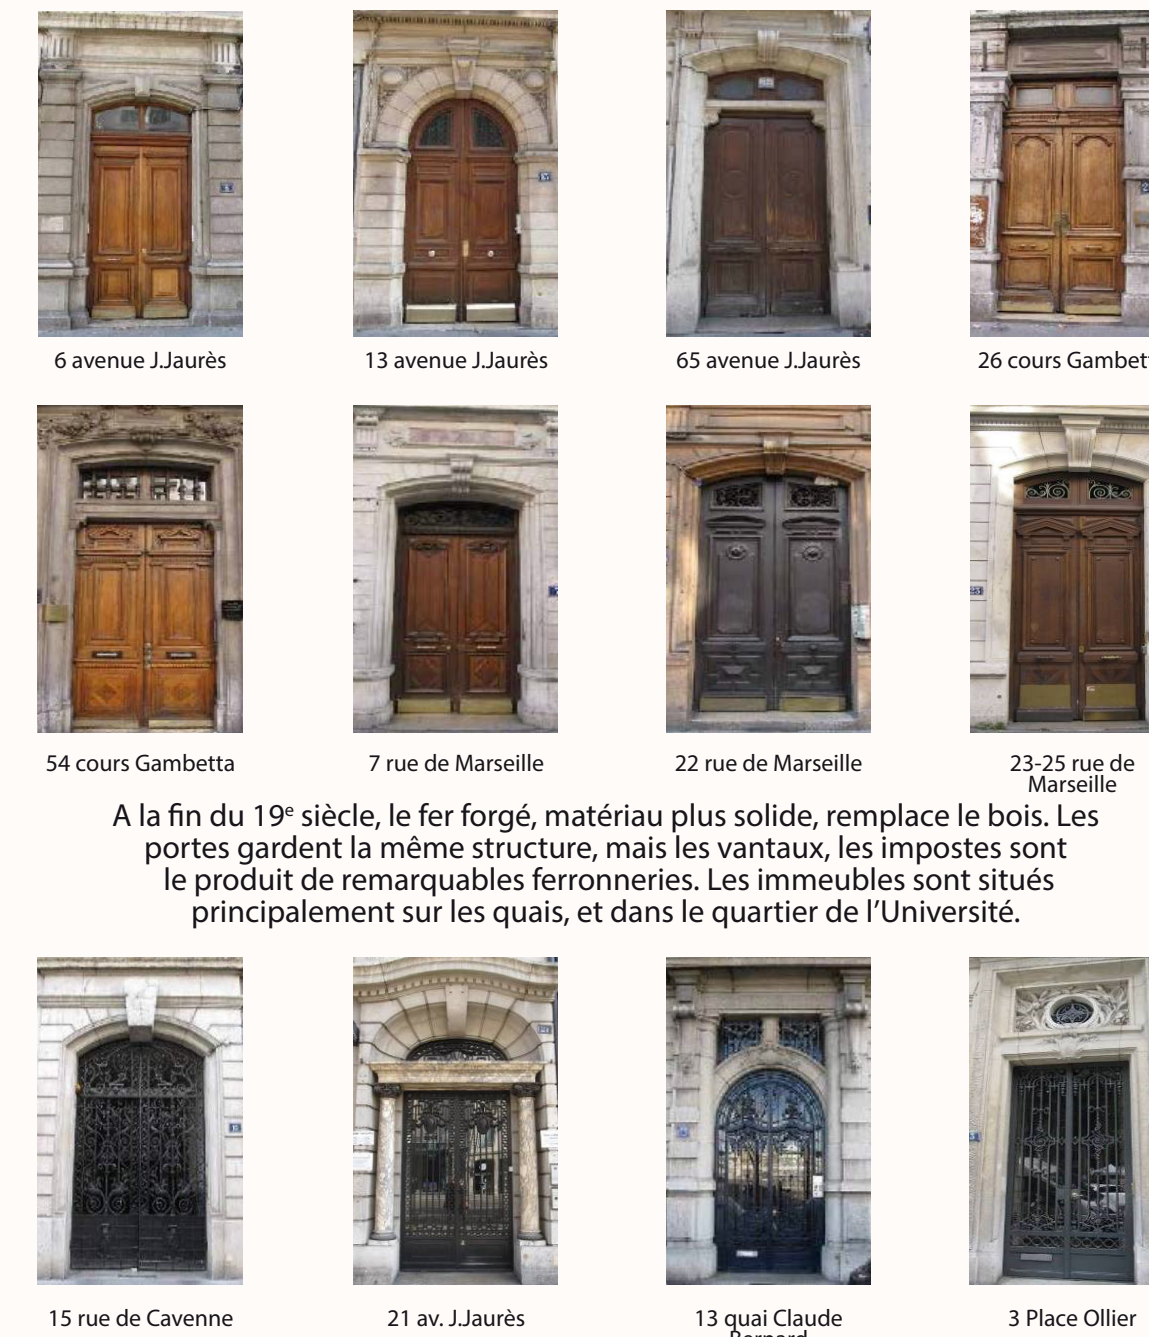 6 avenue J.Jaurès
13 avenue J.Jaurès
65 avenue J.Jaurès
26 cours Gambett
54 cours Gambetta
7 rue de Marseille
22 rue de Marseille
23-25 rue de
Marseille
A la fin du 19e siècle, le fer forgé, matériau plus solide, remplace le bois. Les
portes gardent la même structure, mais les vantaux, les impostes sont
le produit de remarquables ferronneries. Les immeubles sont situés
principalement sur les quais, et dans le quartier de l’Université.
15 rue de Cavenne
21 av. J.Jaurès
13 quai Claude
Bernard
3 Place Ollier